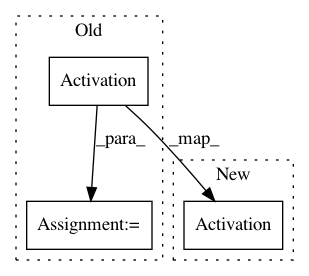 Old
Activation
_para_
_map_
New
Assignment:=
Activation